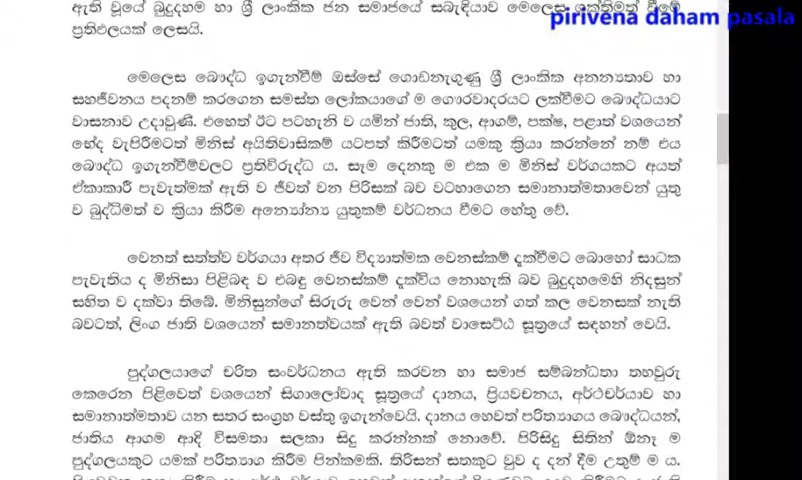 ඇති වූයේ බුදුදහම හා ශ්‍රී ලාංකික ජන සමාජයේ සබැඳියාව මෙලෙස ශක්තිමත් වීමේ
pirivena daham pasala
ප්‍රතිඵලයක් ලෙසයි.
මෙලෙස බෞද්ධ ඉගැන්වීම් ඔස්සේ ගොඩනැගුණු ශ්‍රී ලාංකික අනන්‍යතාව හා
සහජීවනය පදනම් කරගෙන සමස්ත ලෝකයාගේ ම ගෞරවාදරයට ලක්වීමට බෞද්ධයාට
වාසනාව උදාවුණි. එහෙත් ඊට පටහැනි ව යමින් ජාති, කුල, ආගම්, පක්ෂ, පළාත් වශයෙන්
භේද වැපිරීමටත් මිනිස් අයිතිවාසිකම් යටපත් කිරීමටත් යමකු ක්‍රියා කරන්නේ නම් එය
බෞද්ධ ඉගැන්වීම්වලට ප්‍රතිවිරුද්ධ ය. සෑම දෙනකු ම එක ම මිනිස් වර්ගයකට අයත්
ඒකාකාරී පැවැත්මක් ඇති ව ජීවත් වන පිරිසක් බව වටහාගෙන සමානාත්මතාවෙන් යුතු
ව බුද්ධිමත් ව ක්‍රියා කිරීම අන්‍යෝන්‍ය යුතුකම් වර්ධනය වීමට හේතු වේ.
වෙනත් සත්ත්ව වර්ගයා අතර ජීව විද්‍යාත්මක වෙනස්කම් දැක්වීමට බොහෝ සාධක
පැවැතිය ද මිනිසා පිළිබඳ ව එබඳු වෙනස්කම් දැක්විය නොහැකි බව බුදුදහමෙහි නිදසුන්
සහිත ව දක්වා තිබේ. මිනිසුන්ගේ සිරුරු වෙන් වෙන් වශයෙන් ගත් කල වෙනසක් නැති
බවටත්, ලිංග ජාති වශයෙන් සමානත්වයක් ඇති බවත් වාසෙට්ඨ සූත්‍රයේ සඳහන් වෙයි.
පුද්ගලයාගේ චරිත සංවර්ධනය ඇති කරවන හා සමාජ සම්බන්ධතා තහවුරු
කෙරෙන පිළිවෙත් වශයෙන් සිගාලෝවාද සූත්‍රයේ දානය, ප්‍රියවචනය, අර්ථචර්යාව හා
සමානාත්මතාව යන සතර සංග්‍රහ වස්තු ඉගැන්වෙයි. දානය හෙවත් පරිත්‍යාගය බෞද්ධයන්,
ජාතිය ආගම ආදි විසමතා සලකා සිදු කරන්නක් නොවේ. පිරිසිදු සිතින් ඕනෑ ම
පුද්ගලයකුට යමක් පරිත්‍යාග කිරීම පින්කමකි. තිරිසන් සතකුට වුව ද දන් දීම උතුම් ම ය.